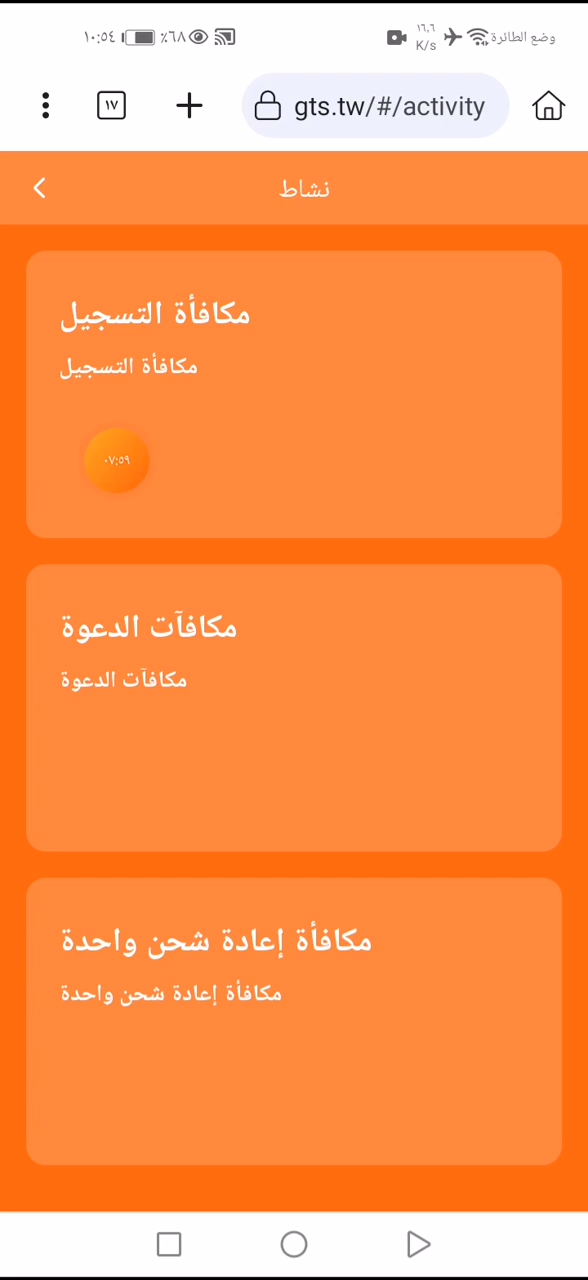 وضع الطائرة
١٦,٦
K/s
٪٦٨
١٠:٥٤
gts.tw/#/activity
١٧
نشاط
مكافأة التسجيل
مكافأة التسجيل
٠٧:٥٩
مكافآت الدعوة
مكافآت الدعوة
مكافأة إعادة شحن واحدة
مكافأة إعادة شحن واحدة